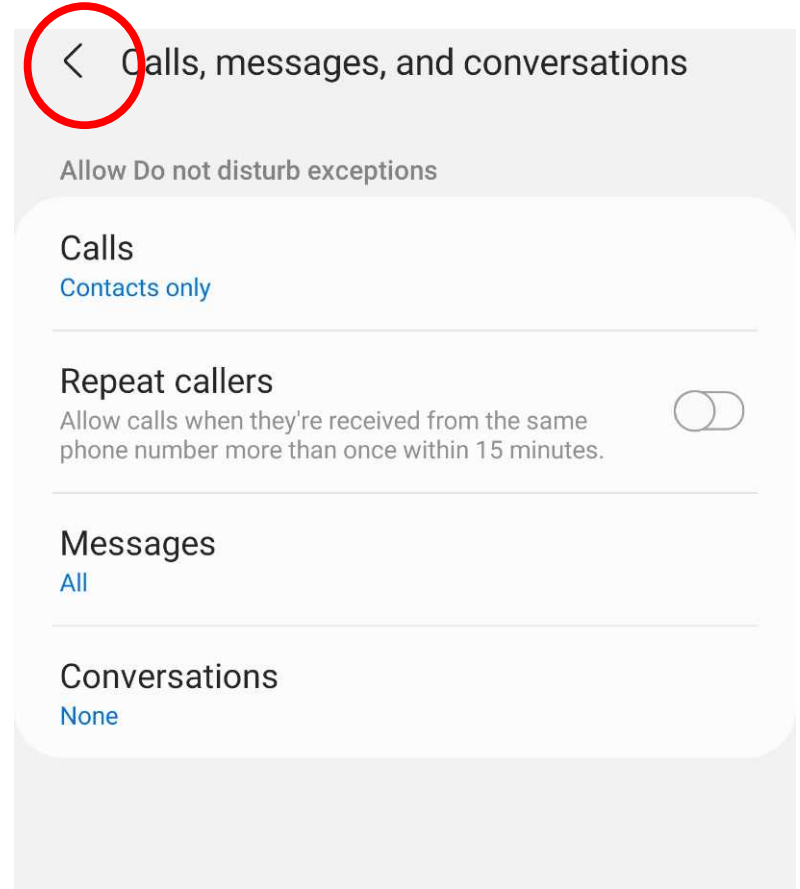 Calls, messages, and conversations
Allow Do not disturb exceptions
Calls
Contacts only
Repeat callers
Allow calls when they're received from the same
phone number more than once within 15 minutes.
Messages
All
Conversations
None